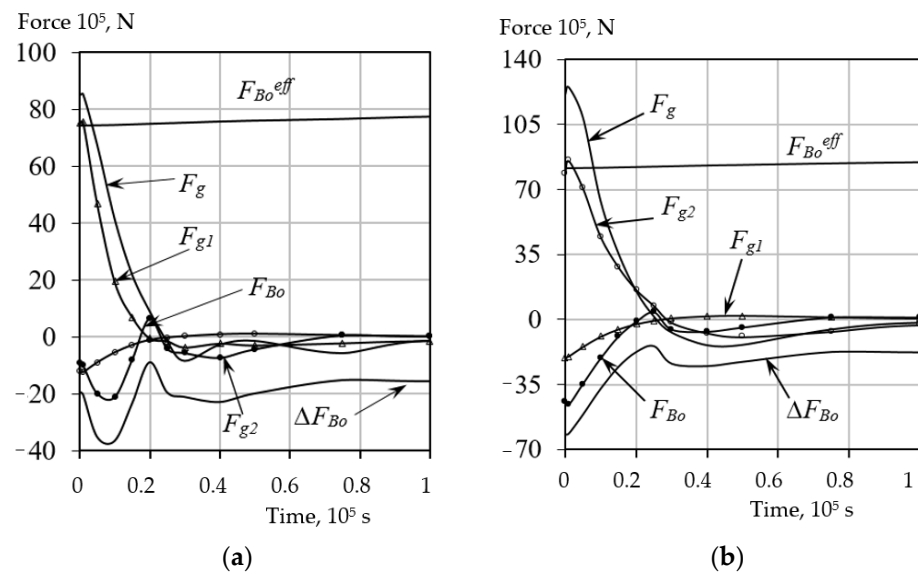 Force 10⁵, N
100
80
60
40
20
0
-20
-40
F_Bo^eff
F_g
F_g1
F_Bo
F_g2
ΔF_Bo
0 0.2 0.4 0.6 0.8 1
Time, 10⁵ s
(a)
Force 10⁵, N
140
105
70
35
0
-35
-70
F_g
F_Bo^eff
F_g2
F_g1
F_Bo
ΔF_Bo
0 0.2 0.4 0.6 0.8 1
Time, 10⁵ s
(b)